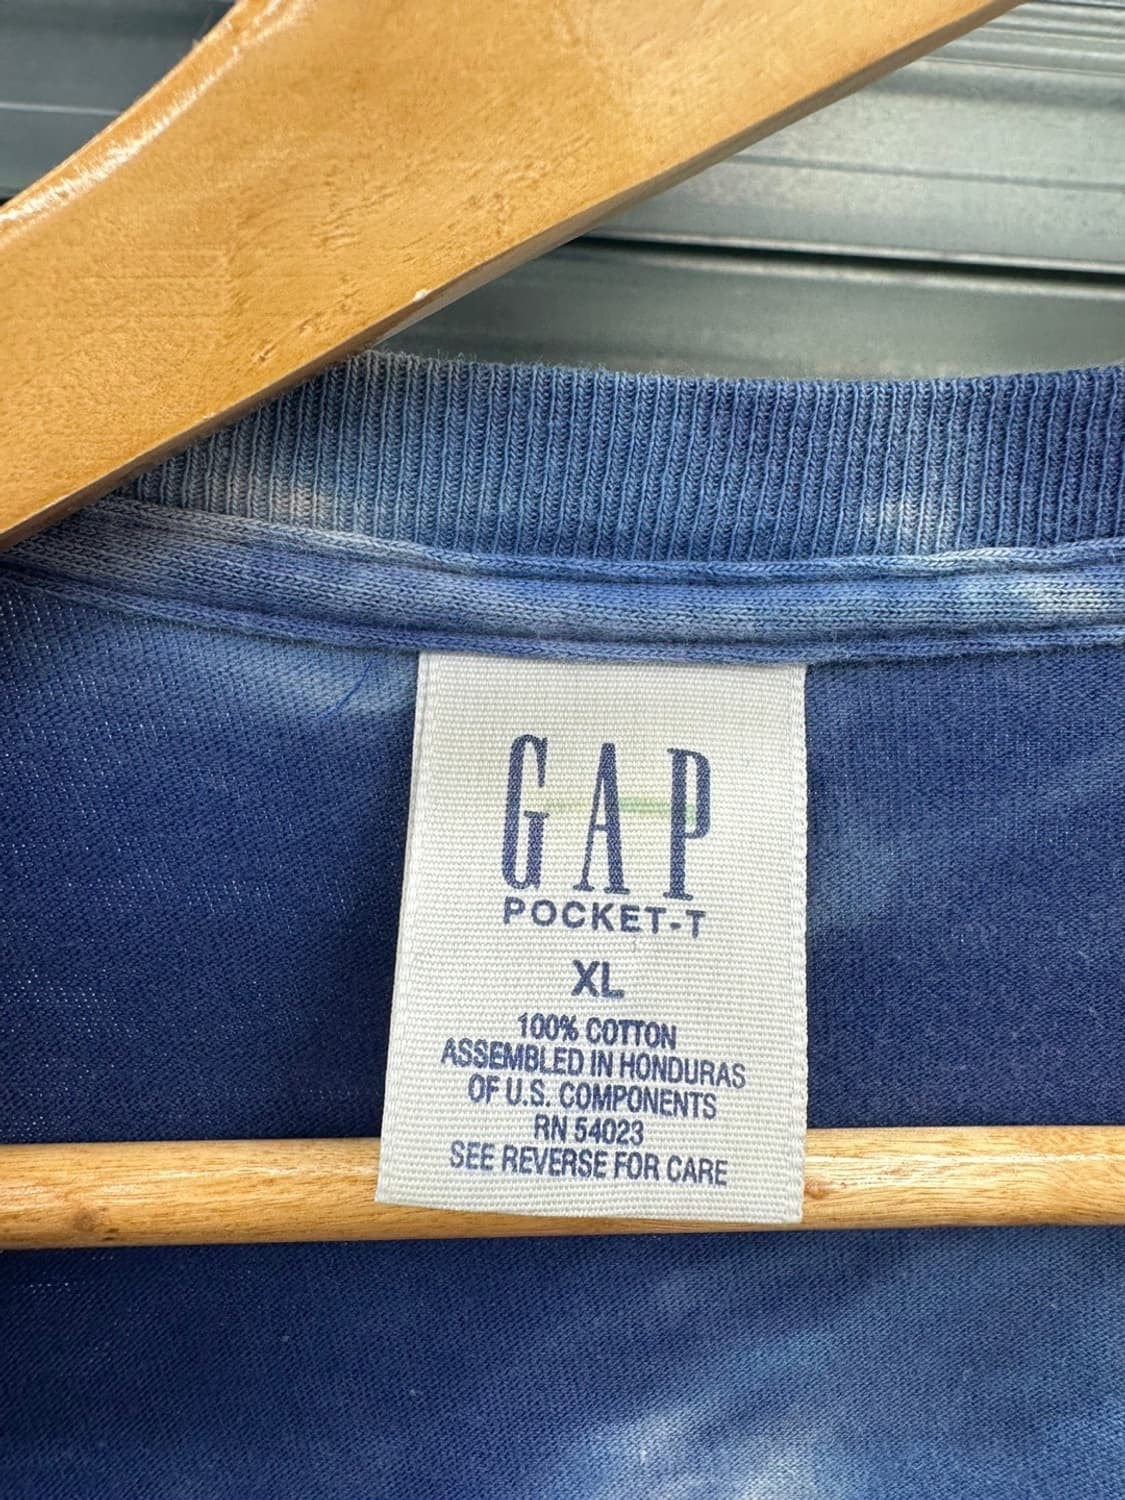 GAP
POCKET-T
XL
100% COTTON
ASSEMBLED IN HONDURAS
OF U.S. COMPONENTS
RN 54023
SEE REVERSE FOR CARE